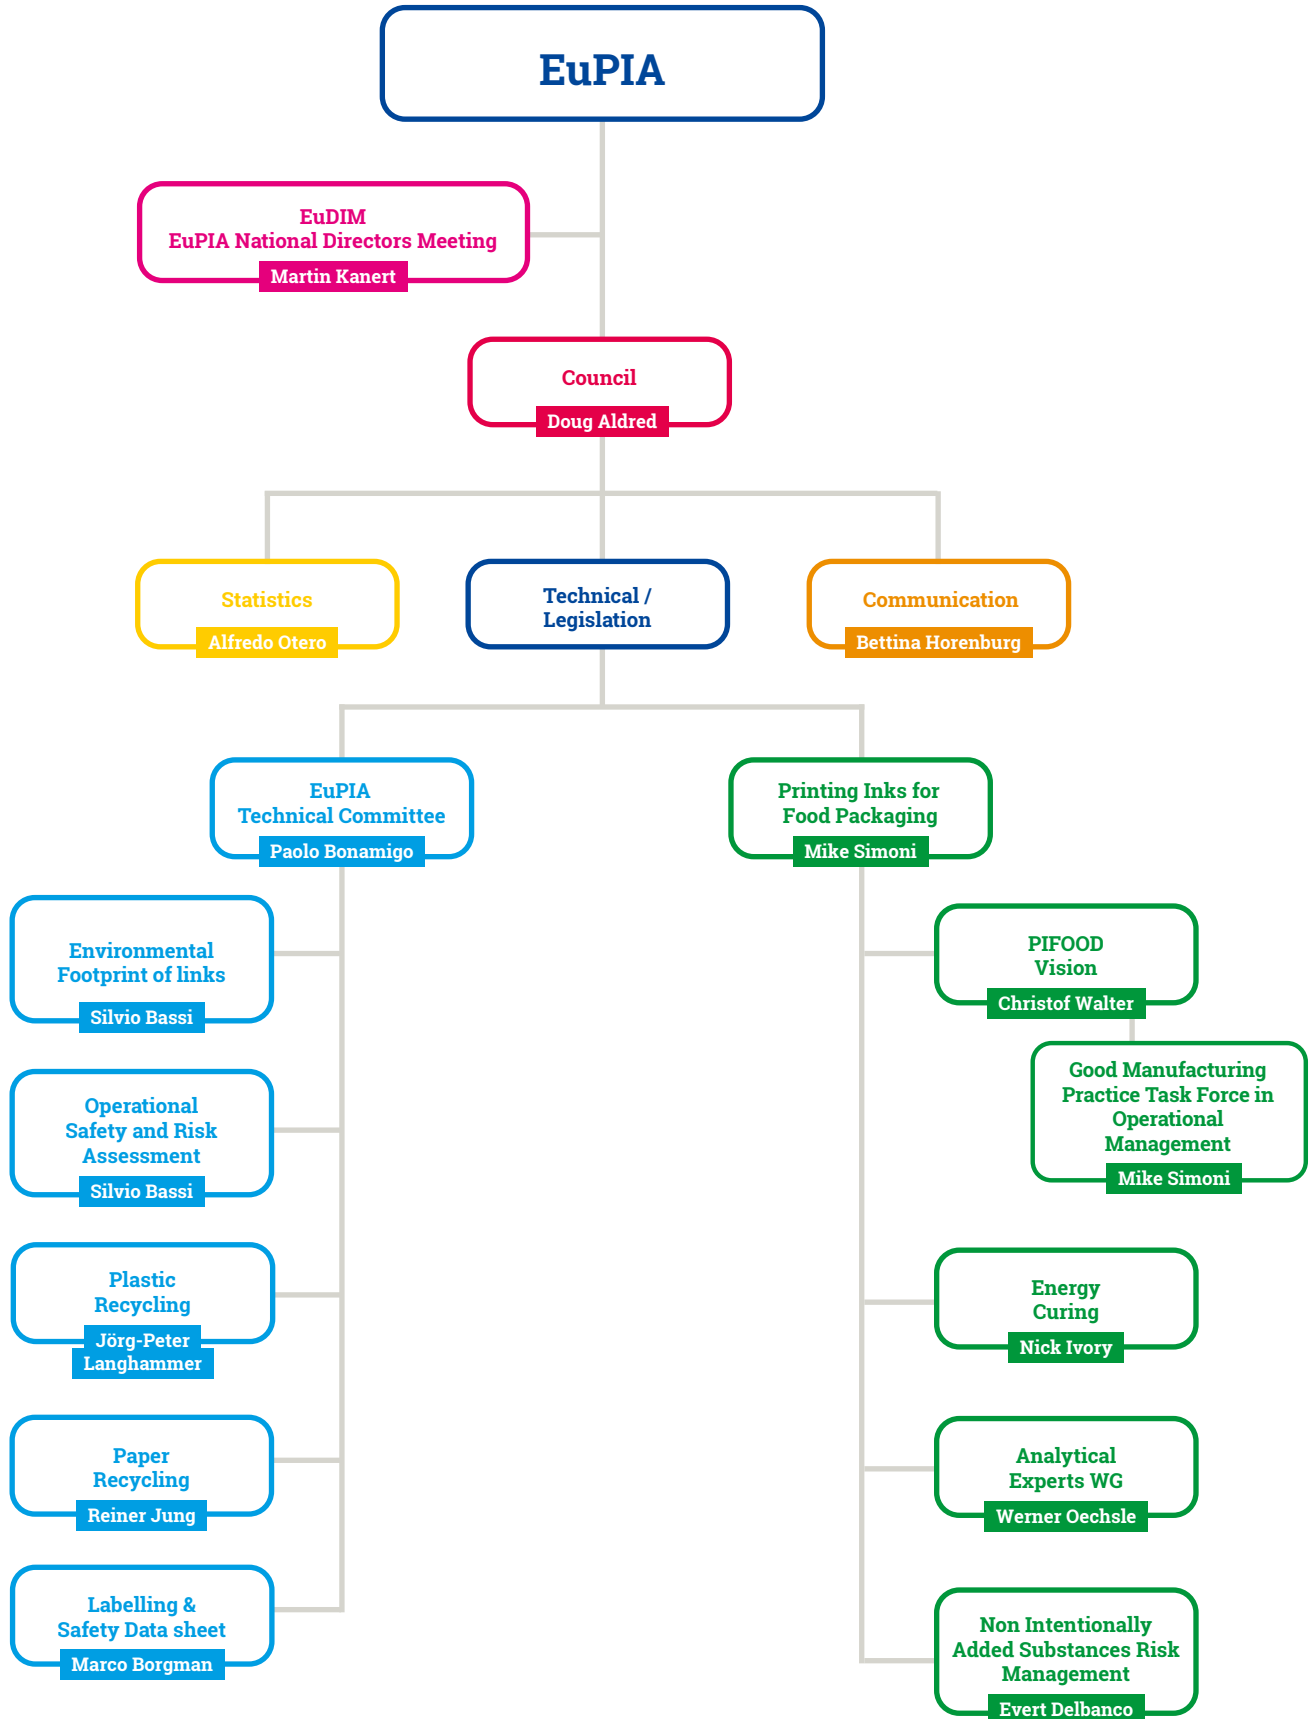 EuPIA
EuDIM
EuPIA National Directors Meeting
Martin Kanert
Council
Doug Aldred
Statistics
Alfredo Otero
Technical /
Legislation
Communication
Bettina Horenburg
EuPIA
Technical Committee
Paolo Bonamigo
Printing Inks for
Food Packaging
Mike Simoni
Environmental
Footprint of links
Silvio Bassi
Operational
Safety and Risk
Assessment
Silvio Bassi
Plastic
Recycling
Jörg-Peter
Langhammer
Paper
Recycling
Reiner Jung
Labelling &
Safety Data sheet
Marco Borgman
PIFOOD
Vision
Christof Walter
Good Manufacturing
Practice Task Force in
Operational
Management
Mike Simoni
Energy
Curing
Nick Ivory
Analytical
Experts WG
Werner Oechsle
Non Intentionally
Added Substances Risk
Management
Evert Delbanco